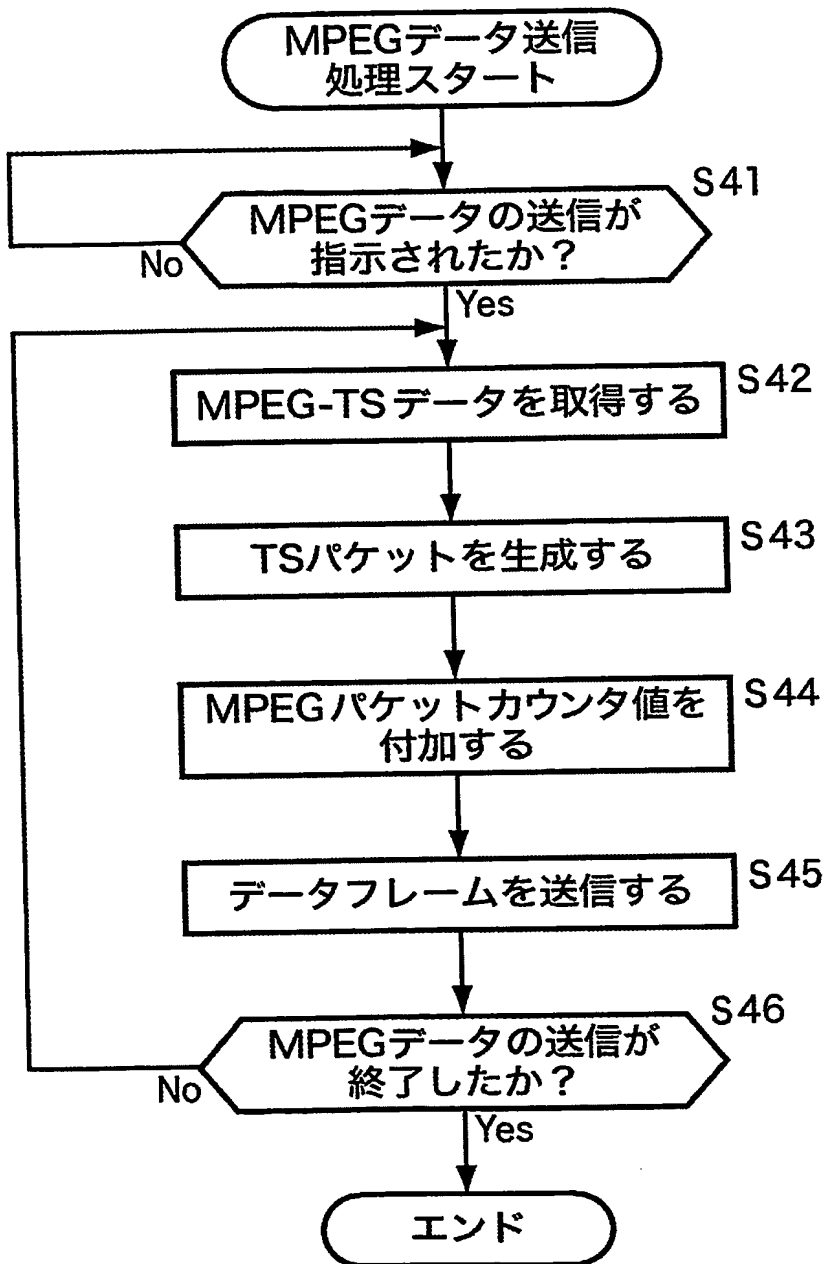 MPEGデータ送信
処理スタート
S41
MPEGデータの送信が
指示されたか？
No
Yes
S42
MPEG-TSデータを取得する
S43
TSパケットを生成する
S44
MPEGパケットカウンタ値を
付加する
S45
データフレームを送信する
S46
MPEGデータの送信が
終了したか？
No
Yes
エンド